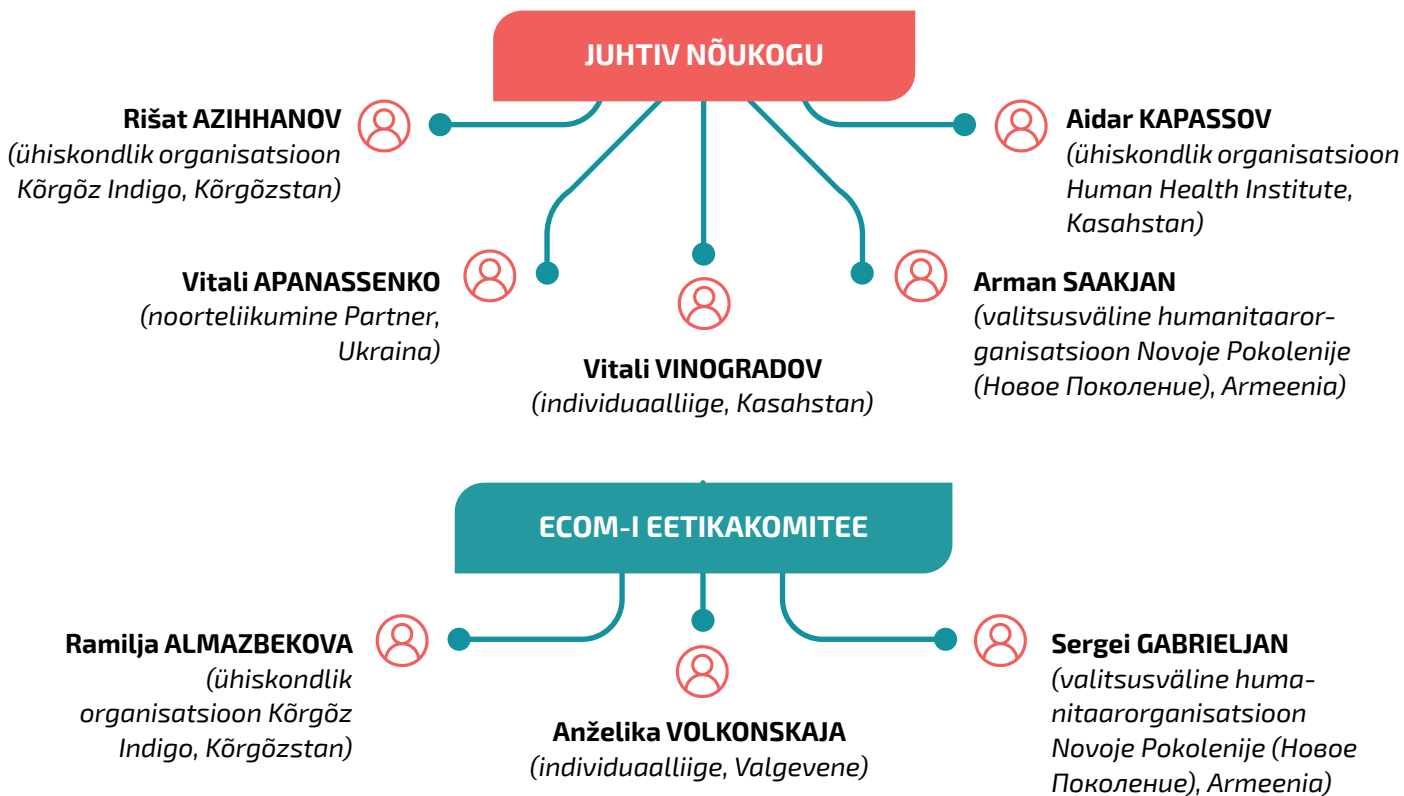 JUHTIV NÕUKOGU
Rišat AZIHHANOV
(ühiskondlik organisatsioon
Kõrgõz Indigo, Kõrgõzstan)
Aidar KAPASSOV
(ühiskondlik organisatsioon
Human Health Institute,
Kasahstan)
Vitali APANASSENKO
(noorteliikumine Partner,
Ukraina)
Vitali VINOGRADOV
(individuaalliige, Kasahstan)
Arman SAAKJAN
(valitsusväline humanitaaror-
ganisatsioon Novoje Pokolenije
(Новое Поколение), Armeenia)
ECOM-I EETIKAKOMITEE
Ramilja ALMAZBEKOVA
(ühiskondlik
organisatsioon Kõrgõz
Indigo, Kõrgõzstan)
Anželika VOLKONSKAJA
(individuaalliige, Valgevene)
Sergei GABRIELJAN
(valitsusväline huma-
nitaarorganisatsioon
Novoje Pokolenije (Новое
Поколение), Armeenia)